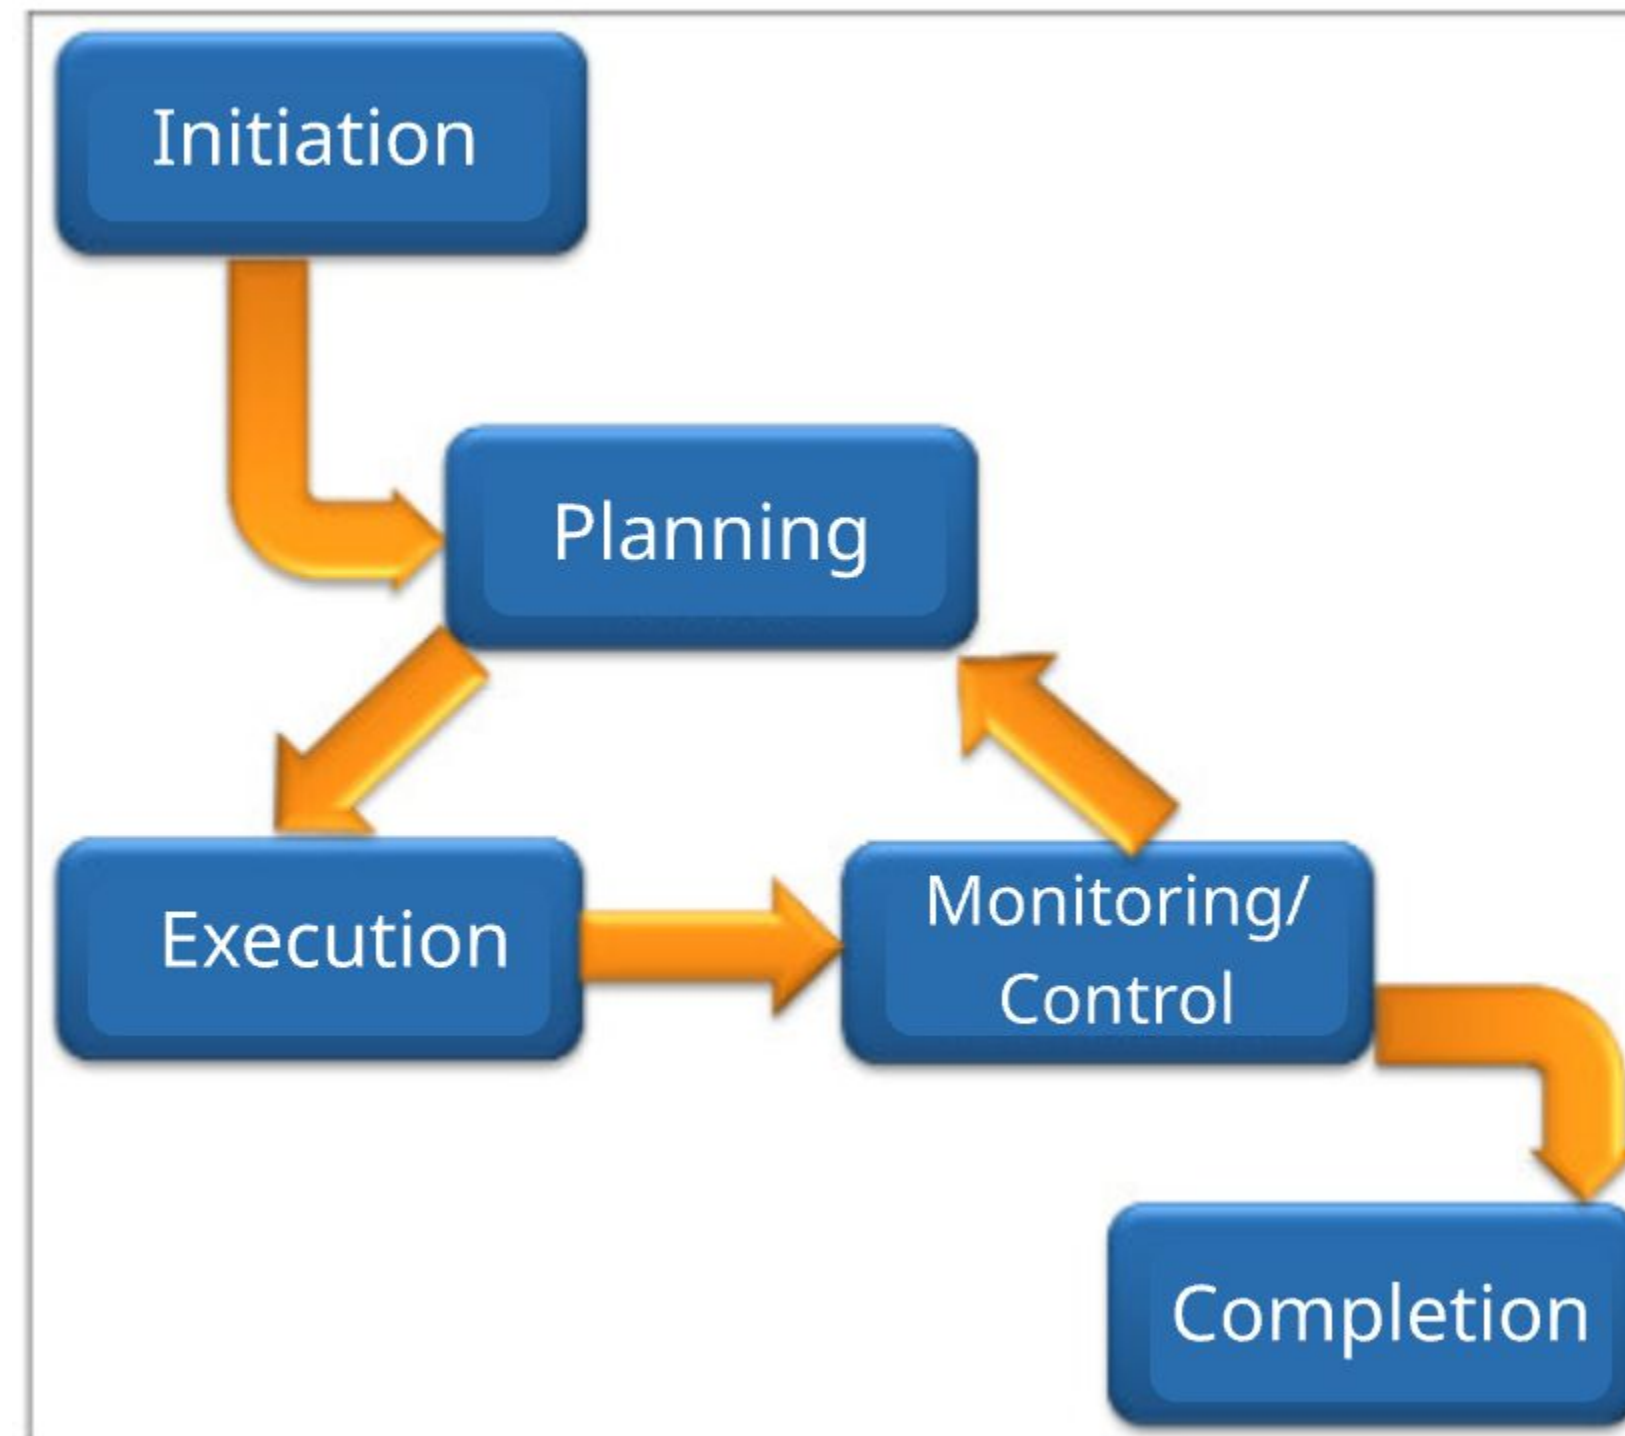 Initiation
Planning
Execution
Monitoring/
Control
Completion